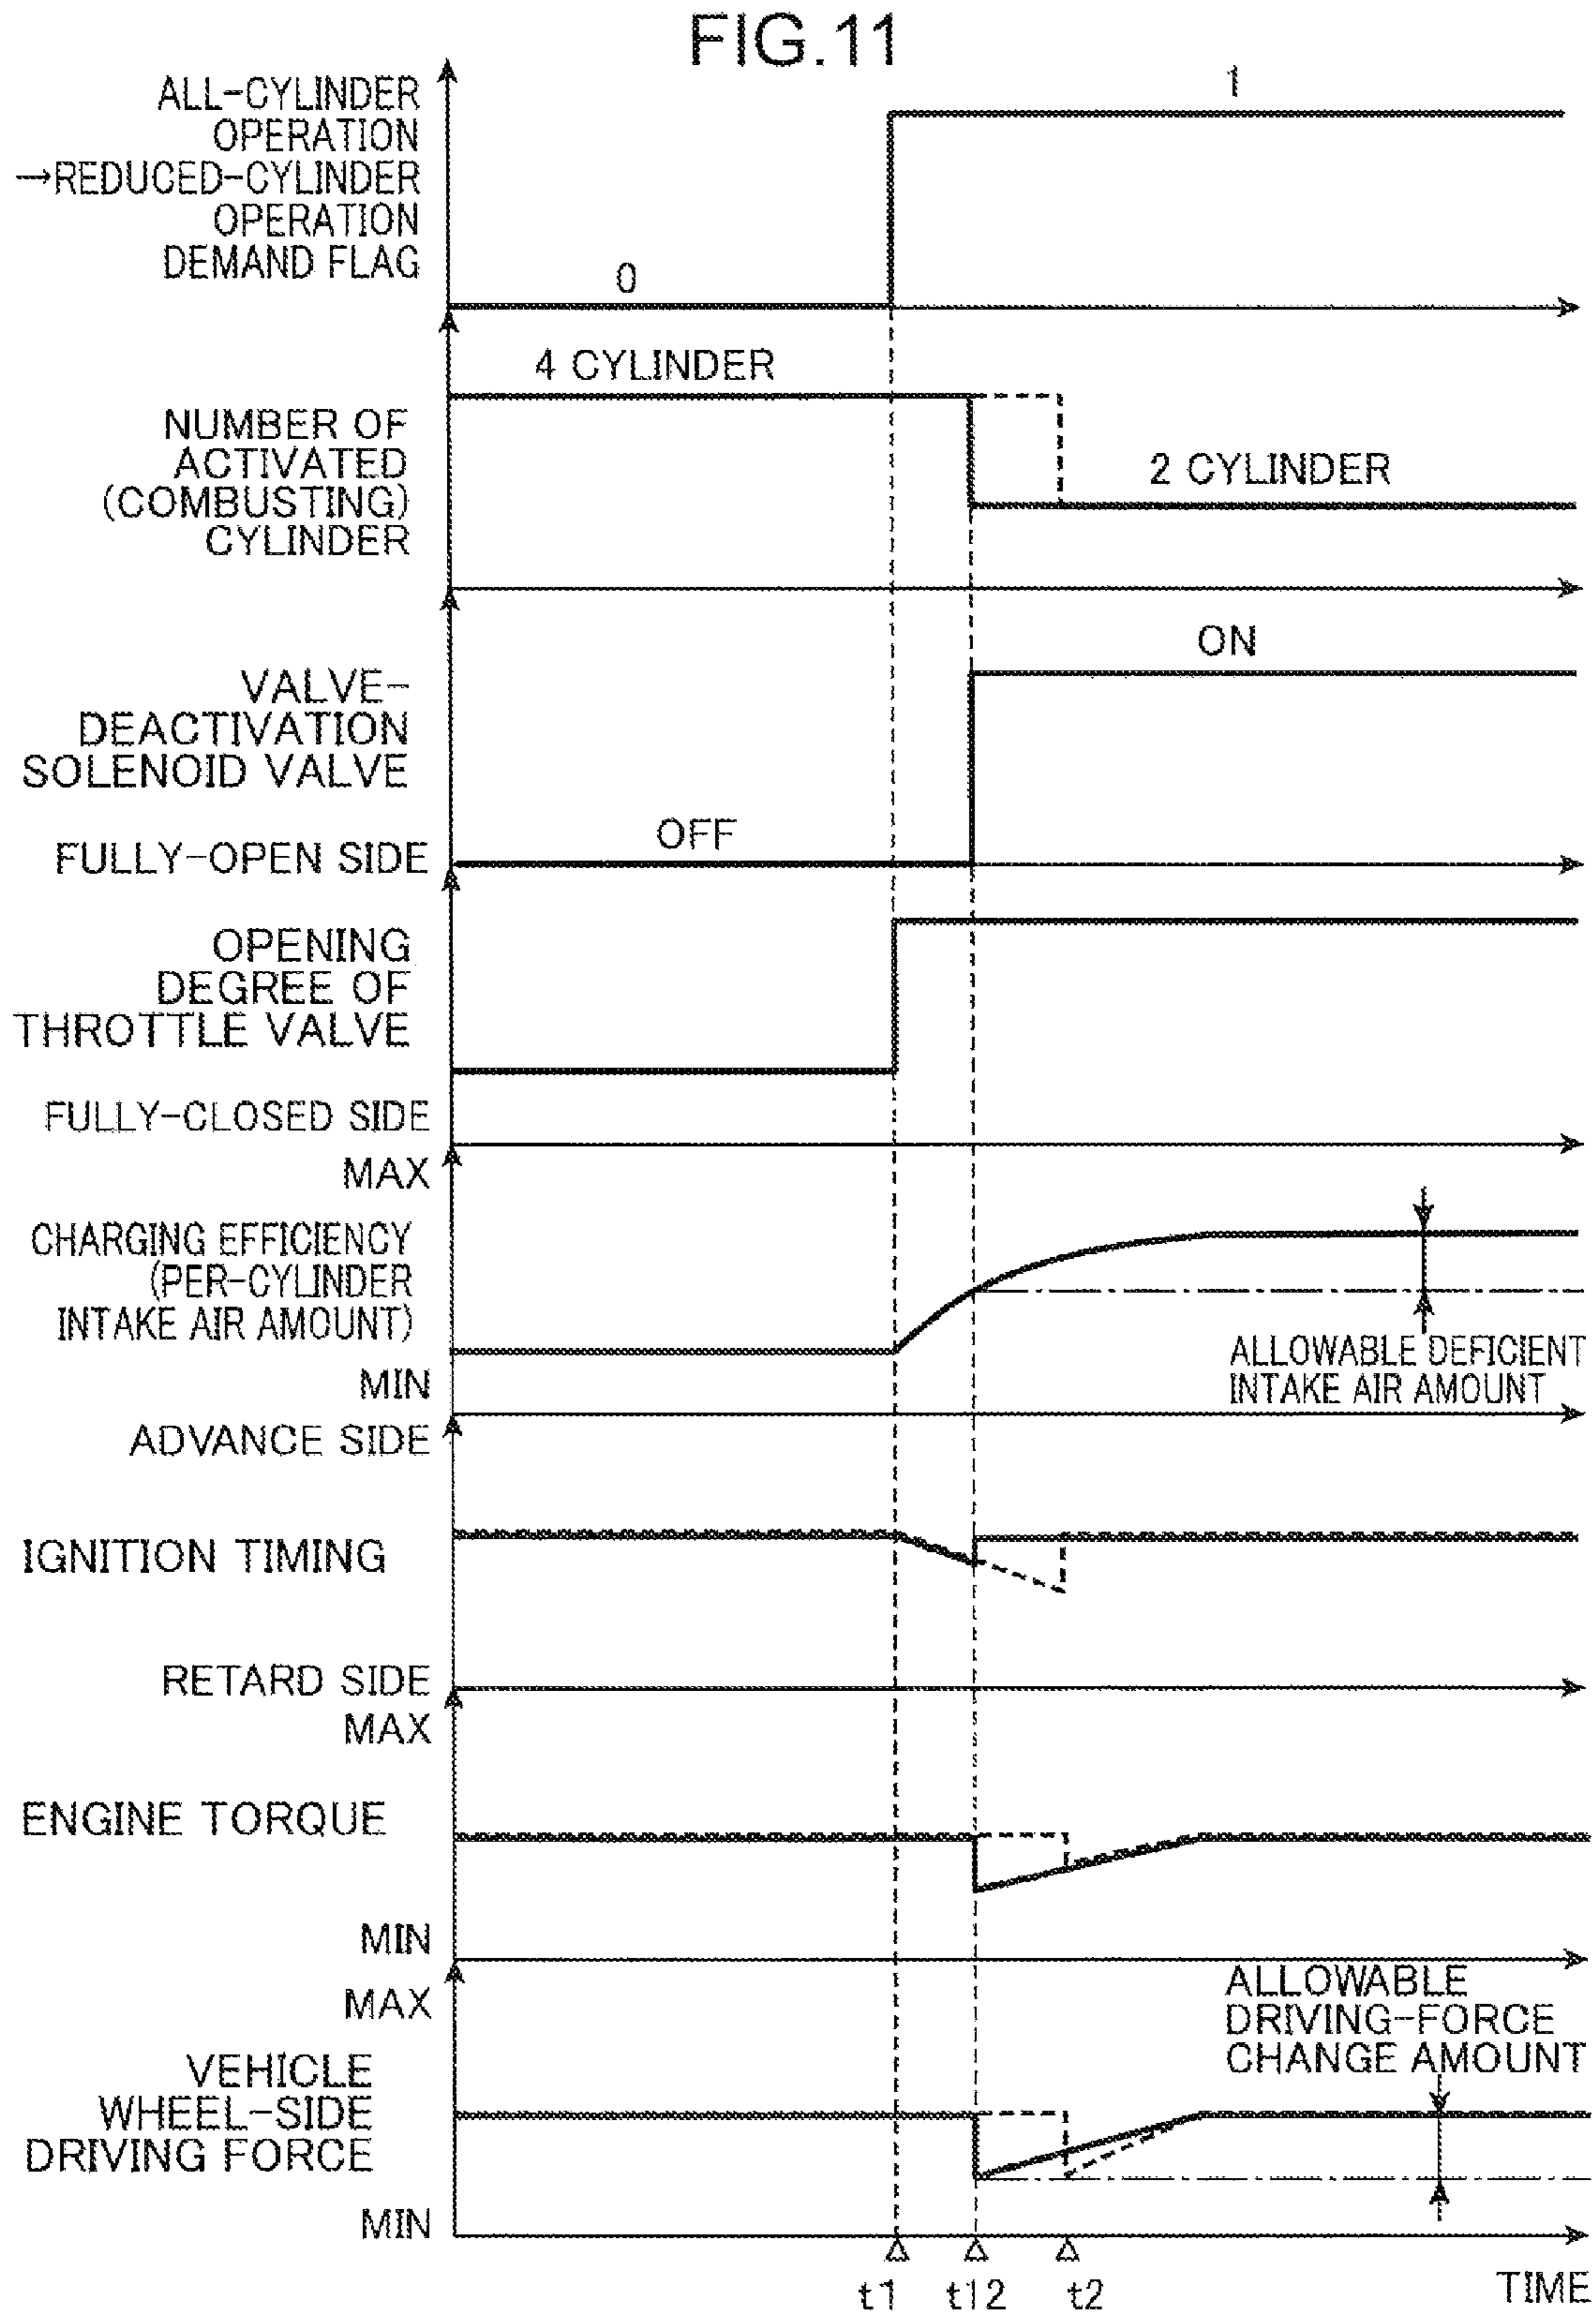 FIG.11
ALL-CYLINDER
OPERATION
→REDUCED-CYLINDER
OPERATION
DEMAND FLAG
0
1
NUMBER OF
ACTIVATED
(COMBUSTING)
CYLINDER
4 CYLINDER
2 CYLINDER
VALVE-
DEACTIVATION
SOLENOID VALVE
OFF
ON
FULLY-OPEN SIDE
OPENING
DEGREE OF
THROTTLE VALVE
FULLY-CLOSED SIDE
MAX
CHARGING EFFICIENCY
(PER-CYLINDER
INTAKE AIR AMOUNT)
MIN
ALLOWABLE DEFICIENT
INTAKE AIR AMOUNT
ADVANCE SIDE
IGNITION TIMING
RETARD SIDE
MAX
ENGINE TORQUE
MIN
MAX
VEHICLE
WHEEL-SIDE
DRIVING FORCE
MIN
ALLOWABLE
DRIVING-FORCE
CHANGE AMOUNT
t1
t12
t2
TIME